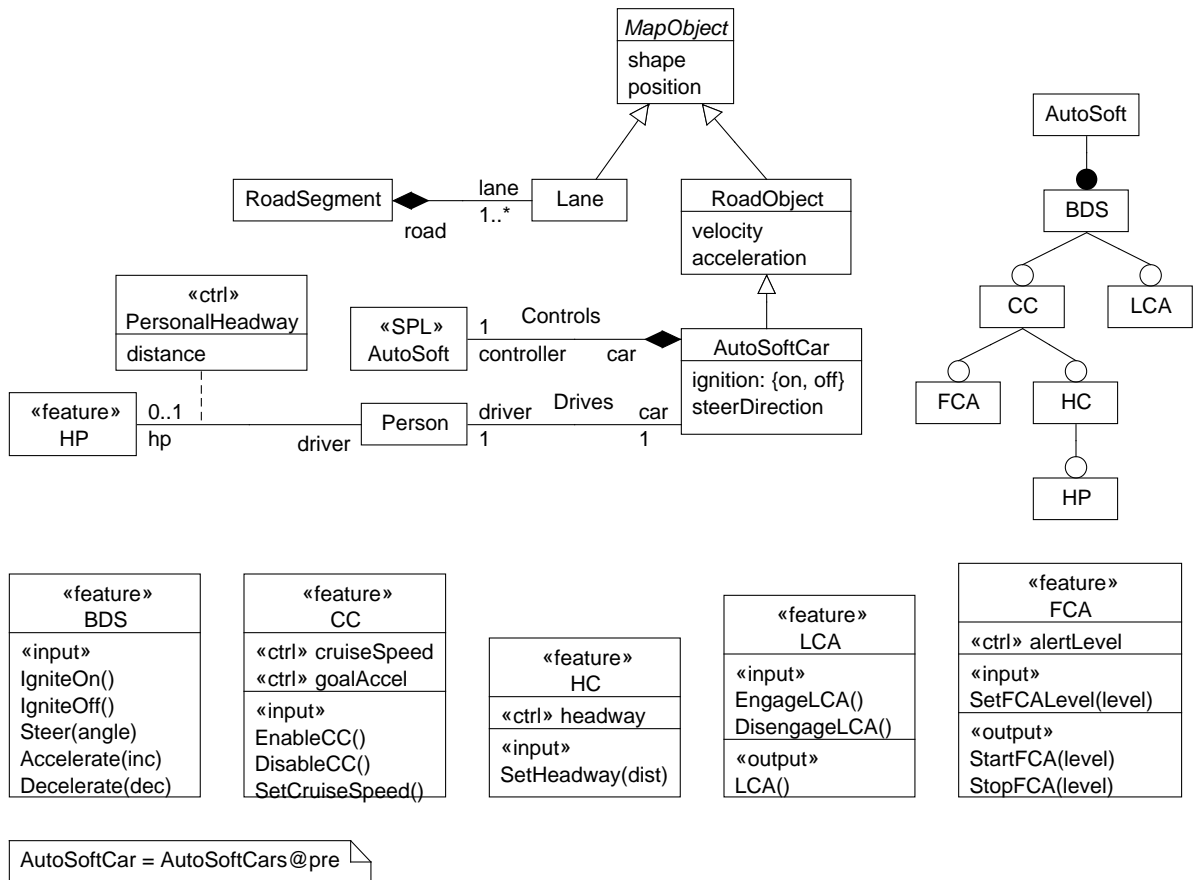 MapObject
shape
position
AutoSoft
BDS
CC
LCA
FCA
HC
HP
RoadSegment
lane
1..*
road
Lane
RoadObject
velocity
acceleration
«ctrl»
PersonalHeadway
distance
«SPL»
AutoSoft
1
Controls
controller
car
AutoSoftCar
ignition: {on, off}
steerDirection
«feature»
HP
0..1
hp
driver
Person
driver
Drives
car
1
1
«feature»
BDS
«input»
IgniteOn()
IgniteOff()
Steer(angle)
Accelerate(inc)
Decelerate(dec)
«feature»
CC
«ctrl» cruiseSpeed
«ctrl» goalAccel
«input»
EnableCC()
DisableCC()
SetCruiseSpeed()
«feature»
HC
«ctrl» headway
«input»
SetHeadway(dist)
«feature»
LCA
«input»
EngageLCA()
DisengageLCA()
«output»
LCA()
«feature»
FCA
«ctrl» alertLevel
«input»
SetFCALevel(level)
«output»
StartFCA(level)
StopFCA(level)
AutoSoftCar = AutoSoftCars@pre